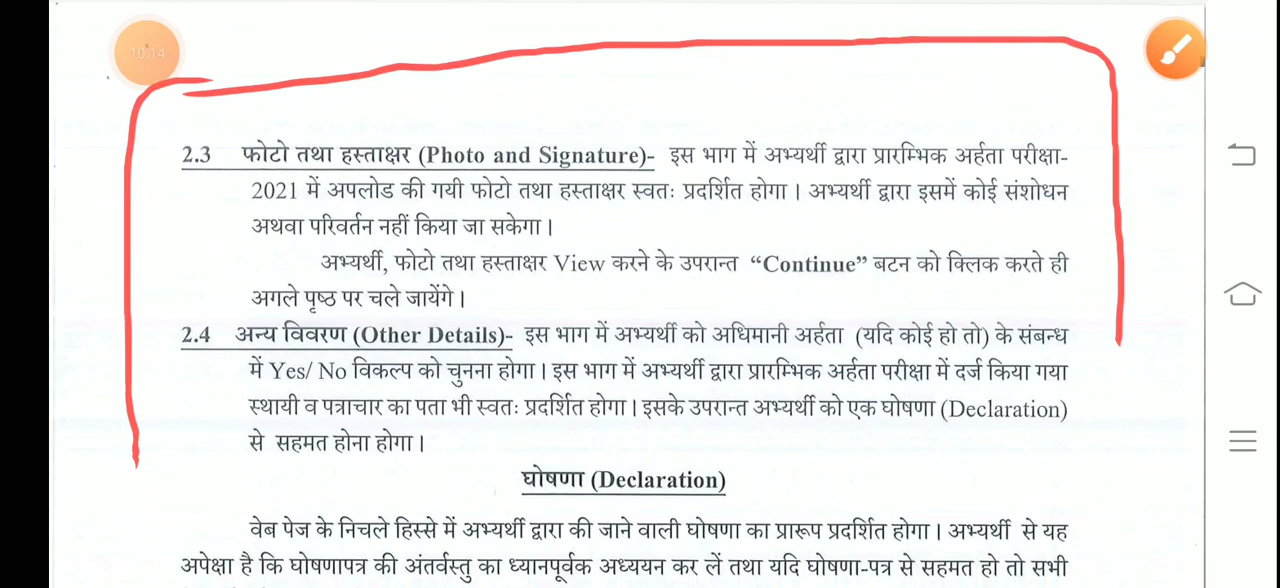 10:14
2.3 फोटो तथा हस्ताक्षर (Photo and Signature)- इस भाग में अभ्यर्थी द्वारा प्रारम्भिक अर्हता परीक्षा-
2021 में अपलोड की गयी फोटो तथा हस्ताक्षर स्वतः प्रदर्शित होगा। अभ्यर्थी द्वारा इसमें कोई संशोधन
अथवा परिवर्तन नहीं किया जा सकेगा।
अभ्यर्थी, फोटो तथा हस्ताक्षर View करने के उपरान्त “Continue” बटन को क्लिक करते ही
अगले पृष्ठ पर चले जायेंगे।
2.4 अन्य विवरण (Other Details)- इस भाग में अभ्यर्थी को अधिमानी अर्हता (यदि कोई हो तो) के संबन्ध
में Yes/ No विकल्प को चुनना होगा। इस भाग में अभ्यर्थी द्वारा प्रारम्भिक अर्हता परीक्षा में दर्ज किया गया
स्थायी व पत्राचार का पता भी स्वतः प्रदर्शित होगा। इसके उपरान्त अभ्यर्थी को एक घोषणा (Declaration)
से सहमत होना होगा।
घोषणा (Declaration)
वेब पेज के निचले हिस्से में अभ्यर्थी द्वारा की जाने वाली घोषणा का प्रारूप प्रदर्शित होगा। अभ्यर्थी से यह
अपेक्षा है कि घोषणापत्र की अंतर्वस्तु का ध्यानपूर्वक अध्ययन कर लें तथा यदि घोषणा-पत्र से सहमत हो तो सभी